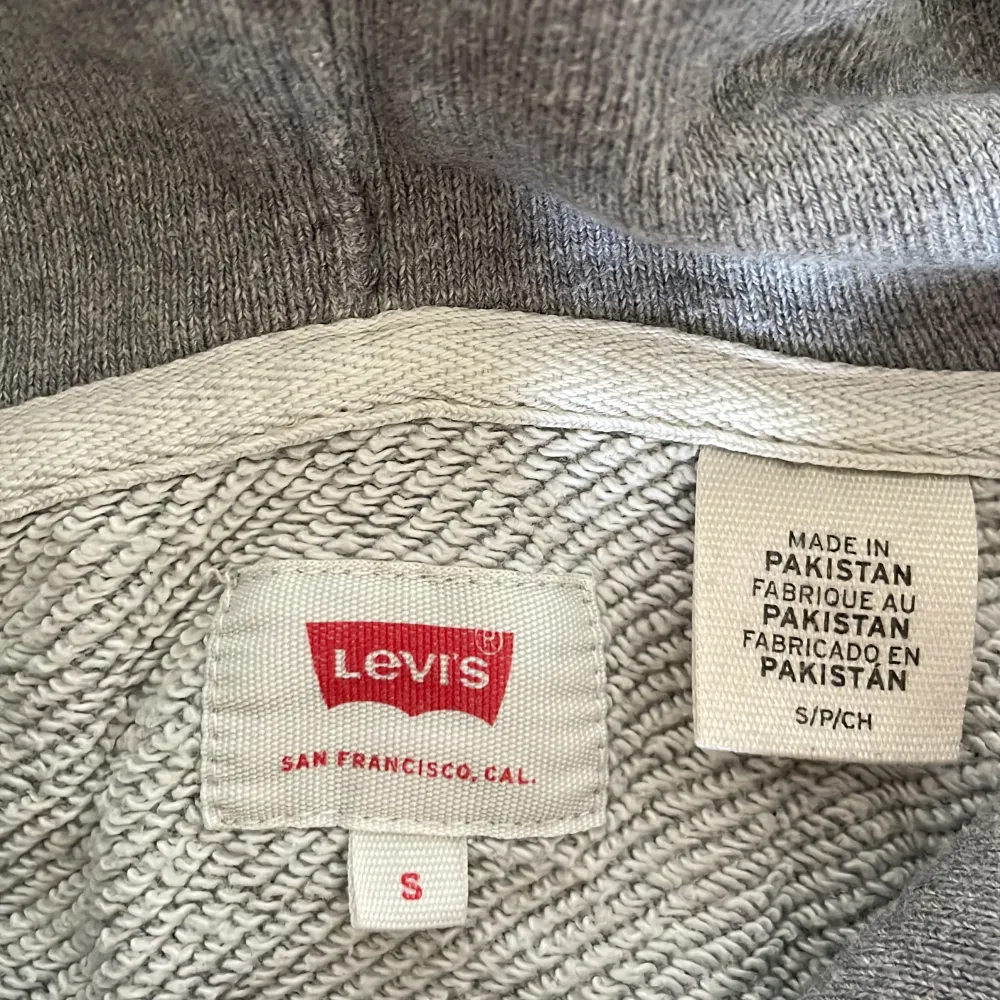 LEVI'S®
SAN FRANCISCO, CAL.
S
MADE IN
PAKISTAN
FABRIQUE AU
PAKISTAN
FABRICADO EN
PAKISTÁN
S/P/CH